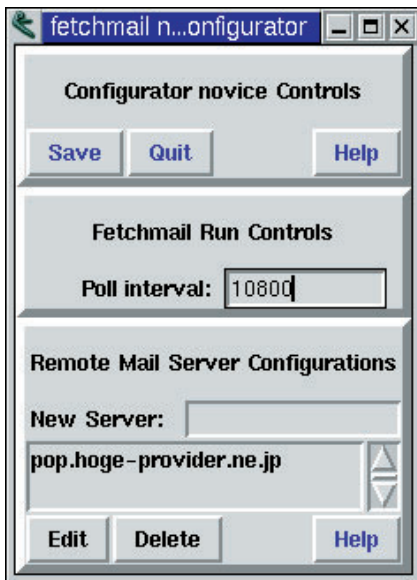 fetchmail n...onfigurator
Configurator novice Controls
Save Quit Help
Fetchmail Run Controls
Poll interval: 10800
Remote Mail Server Configurations
New Server:
pop.hoge-provider.ne.jp
Edit Delete Help